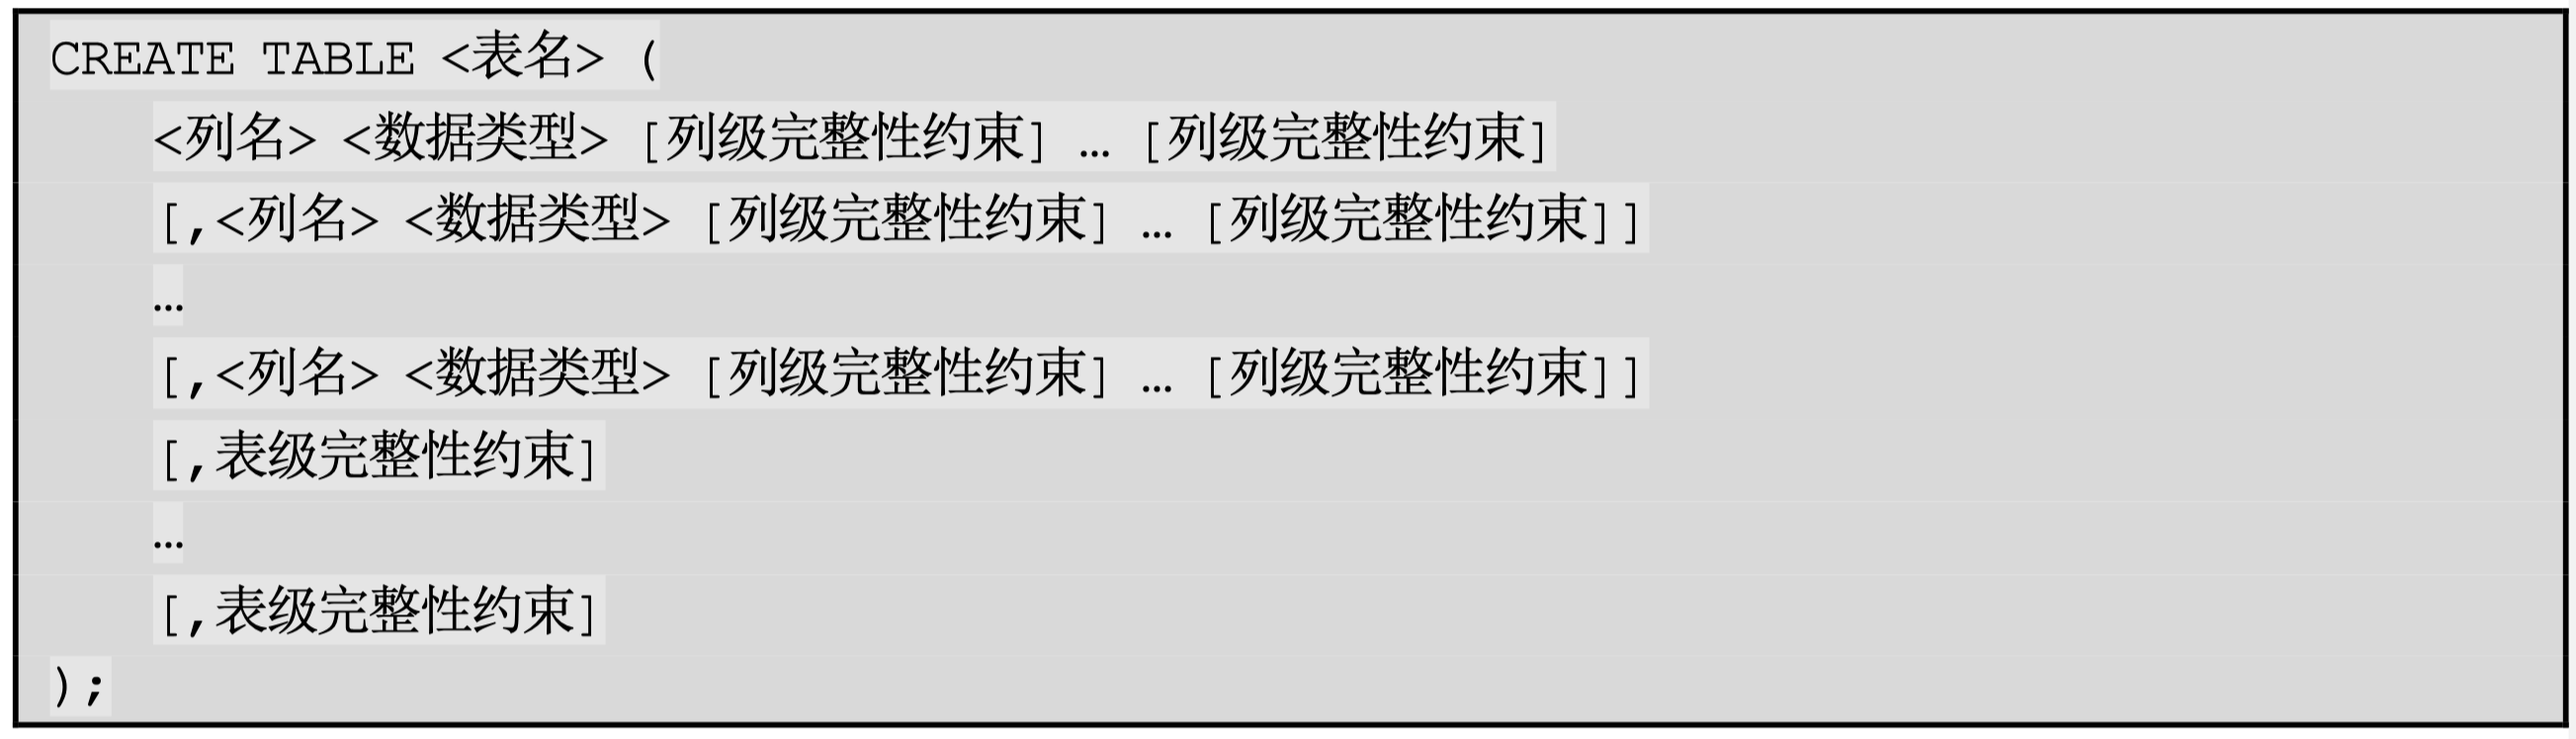 CREATE TABLE <表名> (
<列名> <数据类型> [列级完整性约束] … [列级完整性约束]
[,<列名> <数据类型> [列级完整性约束] … [列级完整性约束]]
…
[,<列名> <数据类型> [列级完整性约束] … [列级完整性约束]]
[,表级完整性约束]
…
[,表级完整性约束]
);